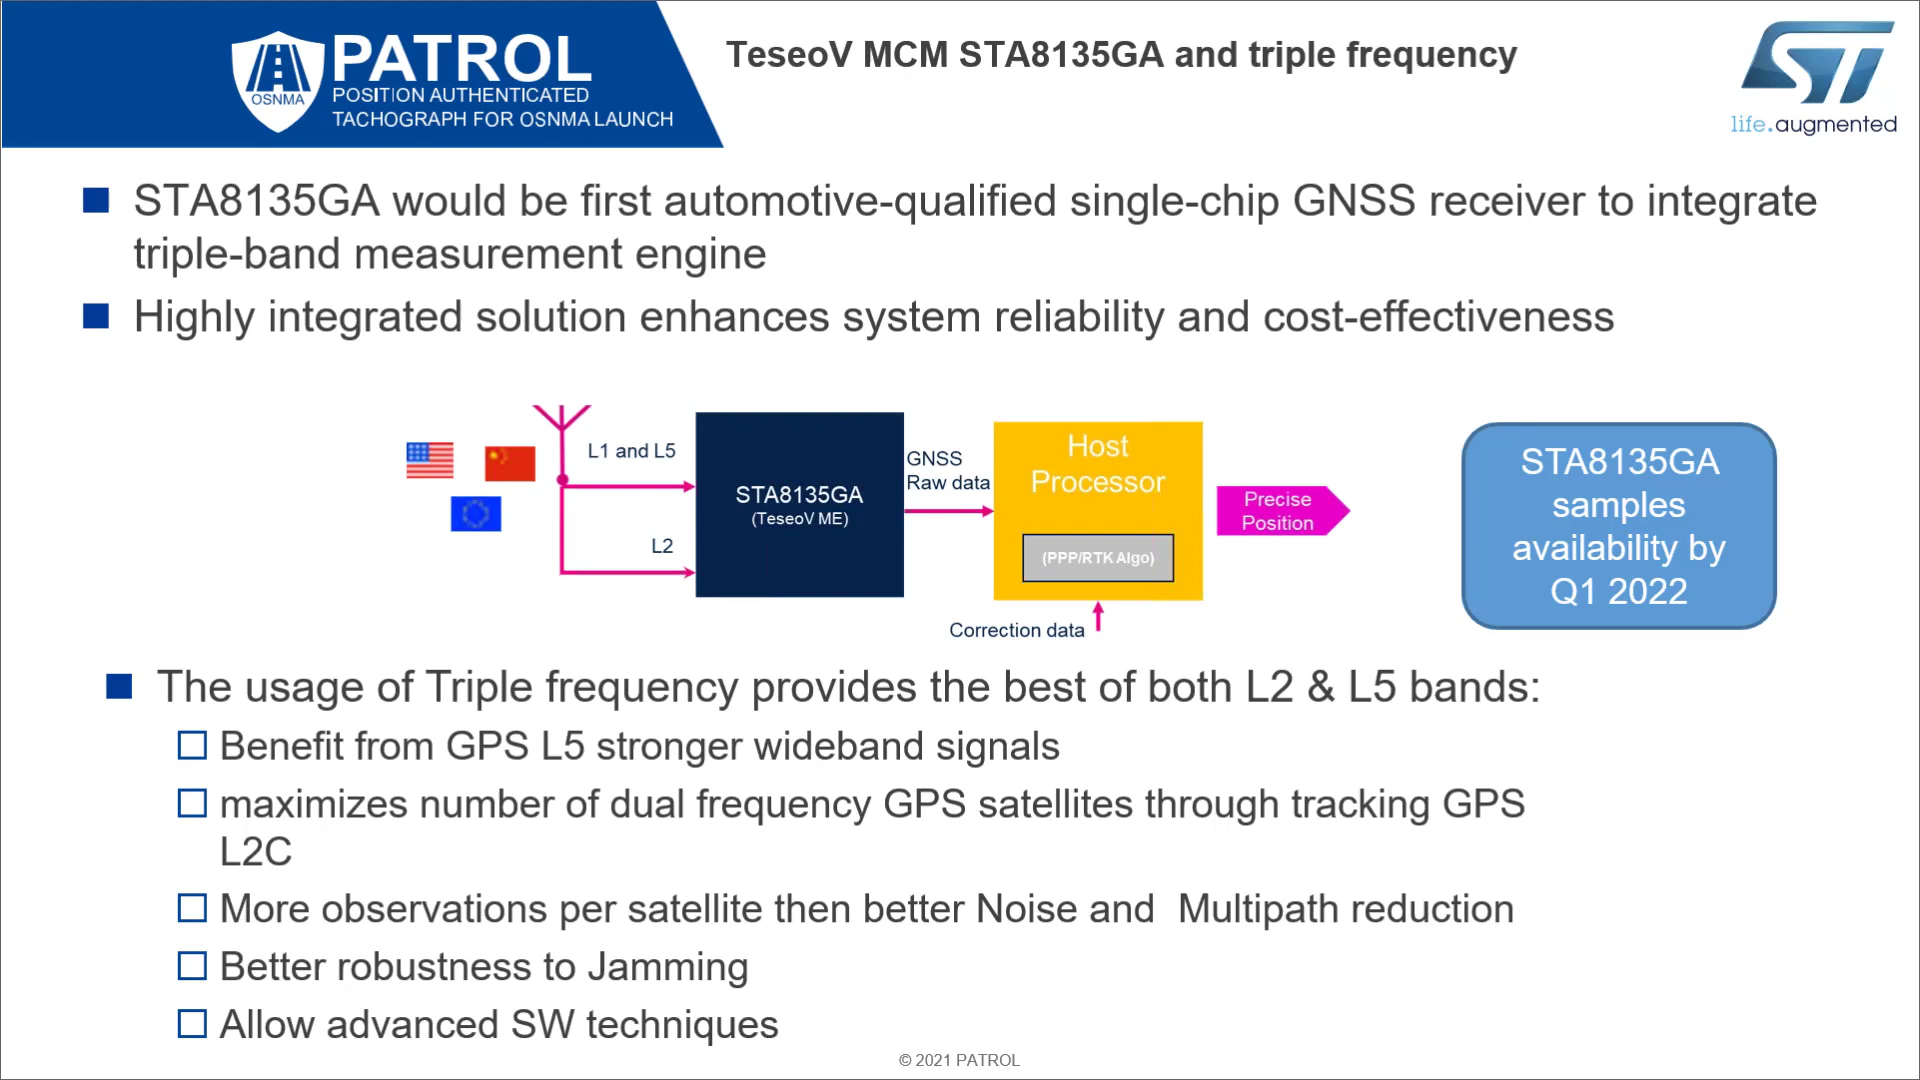 PATROL
POSITION AUTHENTICATED
TACHOGRAPH FOR OSNMA LAUNCH
OSNMA
TeseoV MCM STA8135GA and triple frequency
ST
life.augmented
STA8135GA would be first automotive-qualified single-chip GNSS receiver to integrate
triple-band measurement engine
Highly integrated solution enhances system reliability and cost-effectiveness
L1 and L5
L2
STA8135GA
(TeseoV ME)
GNSS
Raw data
Host
Processor
(PPP/RTK Algo)
Correction data
Precise
Position
STA8135GA
samples
availability by
Q1 2022
The usage of Triple frequency provides the best of both L2 & L5 bands:
Benefit from GPS L5 stronger wideband signals
maximizes number of dual frequency GPS satellites through tracking GPS
L2C
More observations per satellite then better Noise and  Multipath reduction
Better robustness to Jamming
Allow advanced SW techniques
© 2021 PATROL